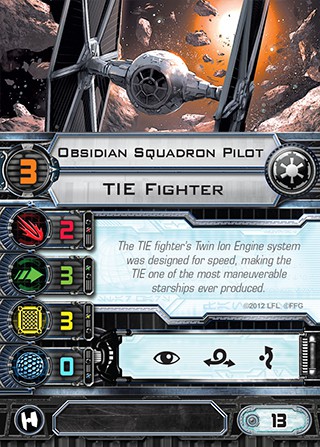 Obsidian Squadron Pilot
3
TIE Fighter
2
3
3
0
The TIE fighter's Twin Ion Engine system
was designed for speed, making the
TIE one of the most maneuverable
starships ever produced.
©2012 LFL ©FFG
13